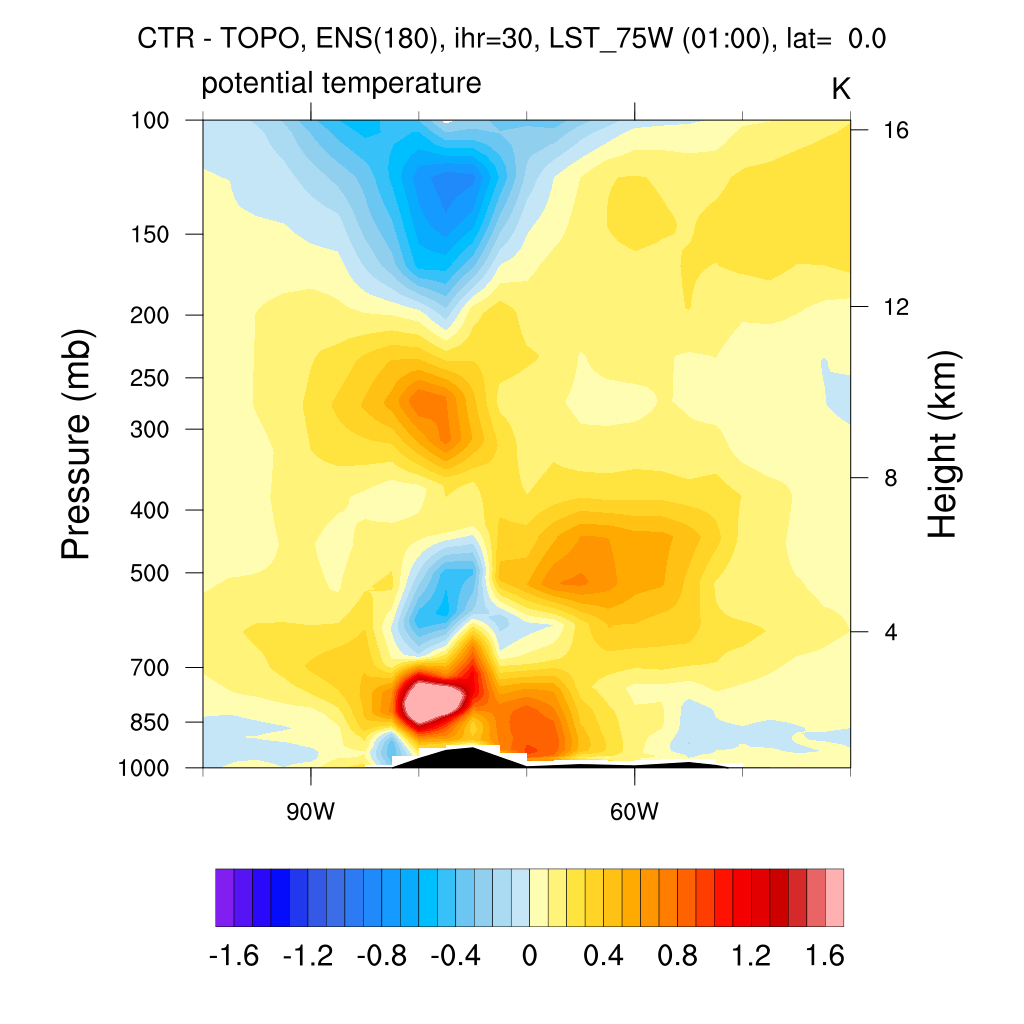 CTR - TOPO, ENS(180), ihr=30, LST_75W (01:00), lat=  0.0
potential temperature K
100
150
200
250
300
400
500
700
850
1000
Pressure (mb)
16
12
8
4
Height (km)
90W 60W
-1.6 -1.2 -0.8 -0.4 0 0.4 0.8 1.2 1.6